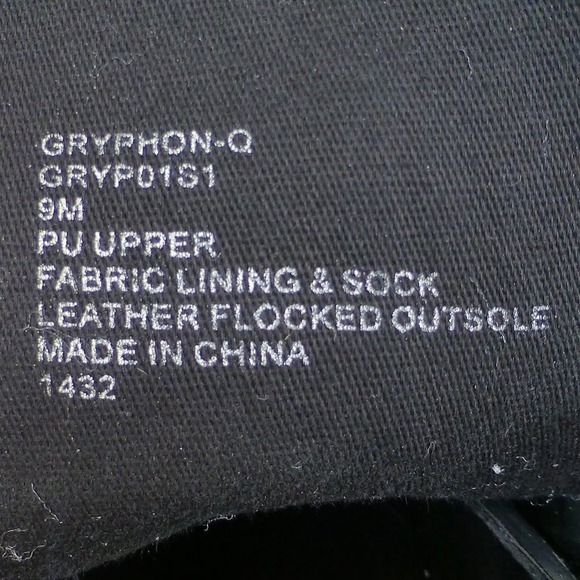 GRYPHON-Q
GRYP01S1
9M
PU UPPER
FABRIC LINING & SOCK
LEATHER FLOCKED OUTSOLE
MADE IN CHINA
1432